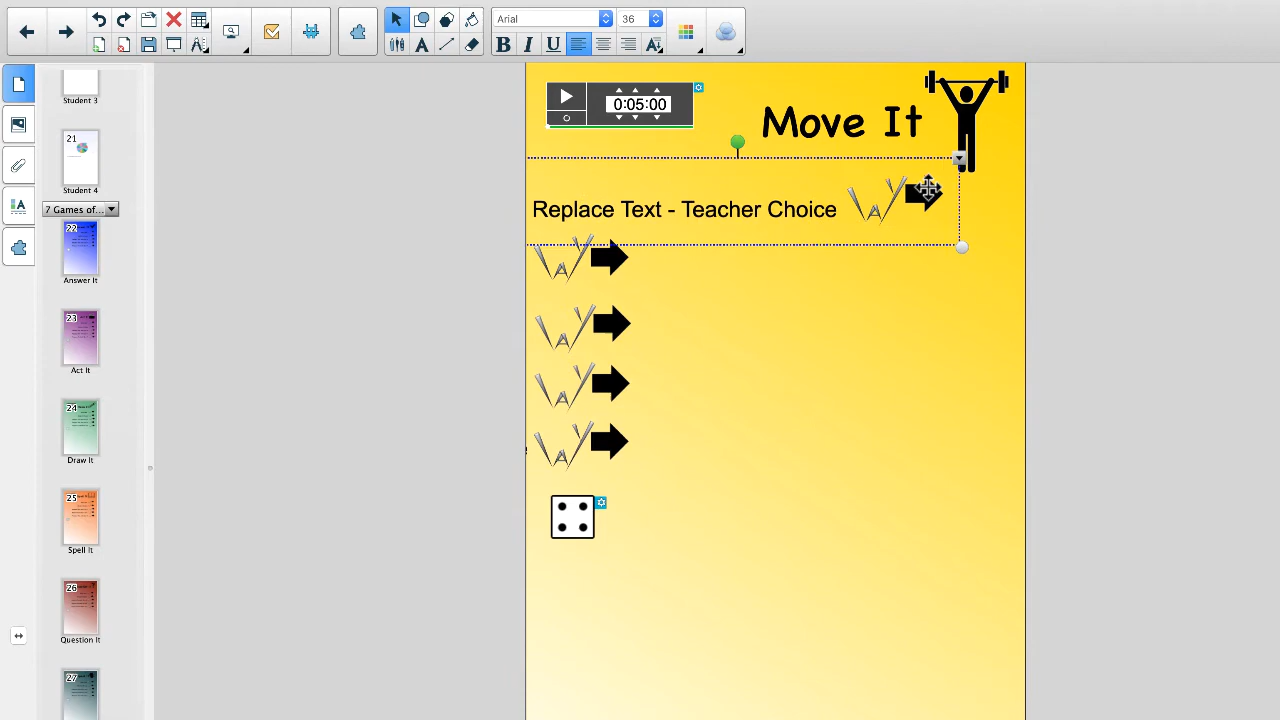 Arial
36
B I U
A
A
Student 3
21
Student 4
7 Games of...
22
Answer It
23
Act It
24
Draw It
25
Spell It
26
Question It
27
0:05:00
Move It
Replace Text - Teacher Choice